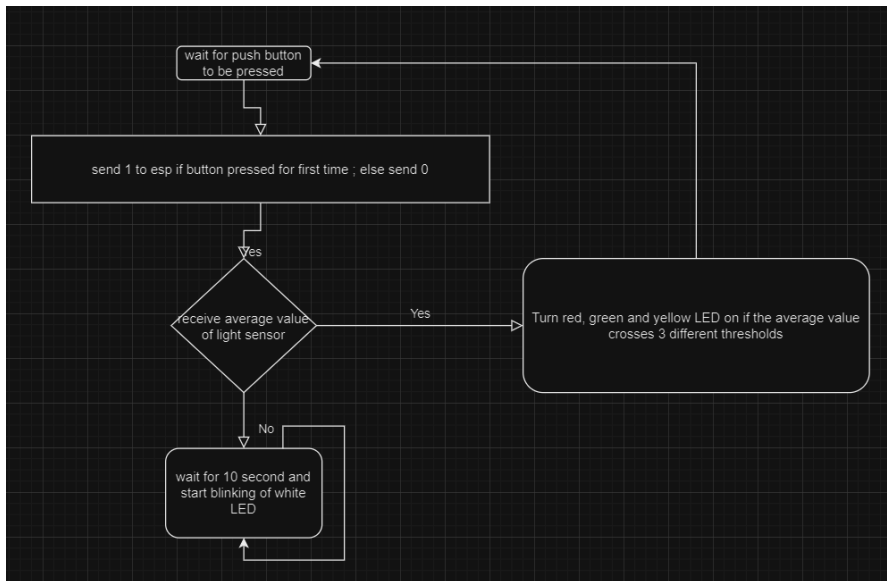 wait for push button
to be pressed
send 1 to esp if button pressed for first time ; else send 0
Yes
receive average value
of light sensor
Yes
Turn red, green and yellow LED on if the average value
crosses 3 different thresholds
No
wait for 10 second and
start blinking of white
LED